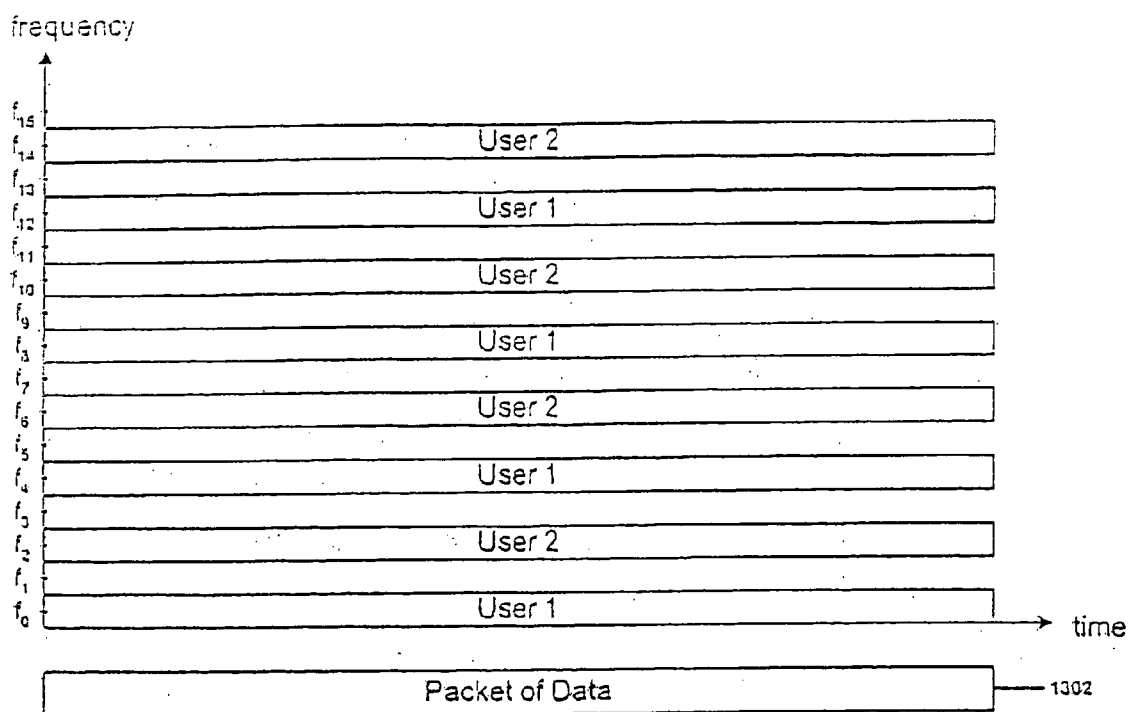 frequency
f15
User 2
f14
f13
User 1
f12
f11
User 2
f10
f9
User 1
f8
f7
User 2
f6
f5
User 1
f4
f3
User 2
f2
f1
User 1
f0
time
Packet of Data
1302